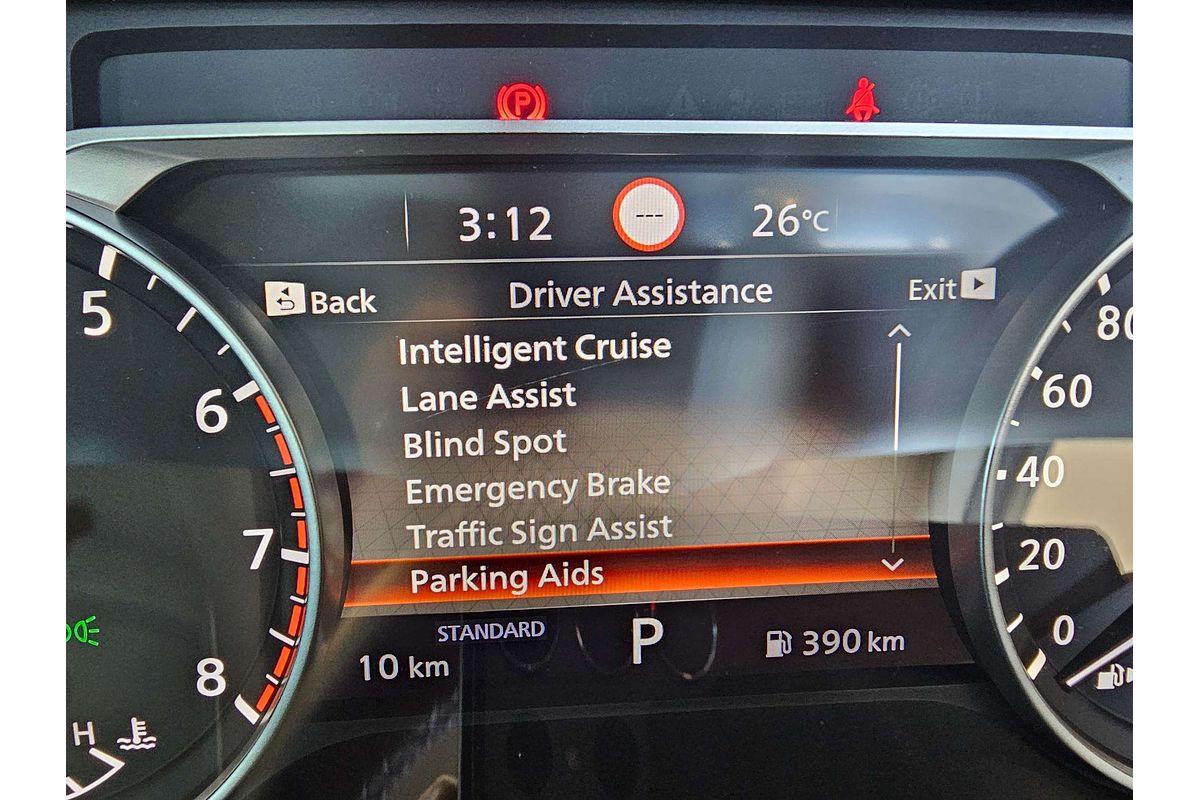 P
3:12
---
26°C
Back
Driver Assistance
Exit
Intelligent Cruise
Lane Assist
Blind Spot
Emergency Brake
Traffic Sign Assist
Parking Aids
STANDARD
P
10 km
390 km
5
6
7
8
H
80
60
40
20
0